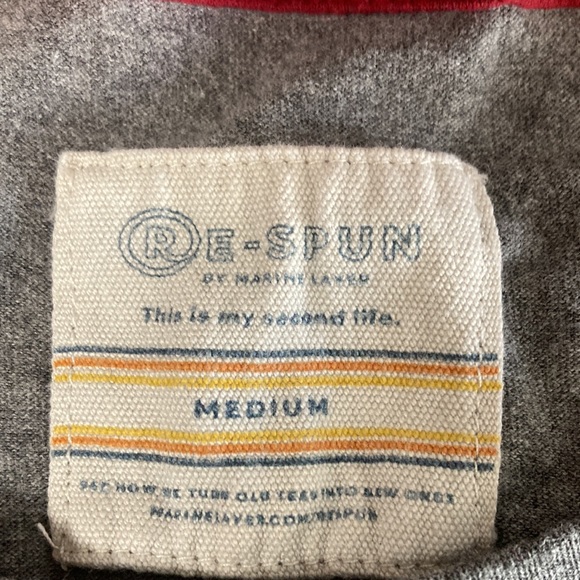 RE-SPUN
BY MARINE LAYER
This is my second life.
MEDIUM
SEE HOW WE TURN OLD TEES INTO NEW ONES
MARINELAYER.COM/RESPUN